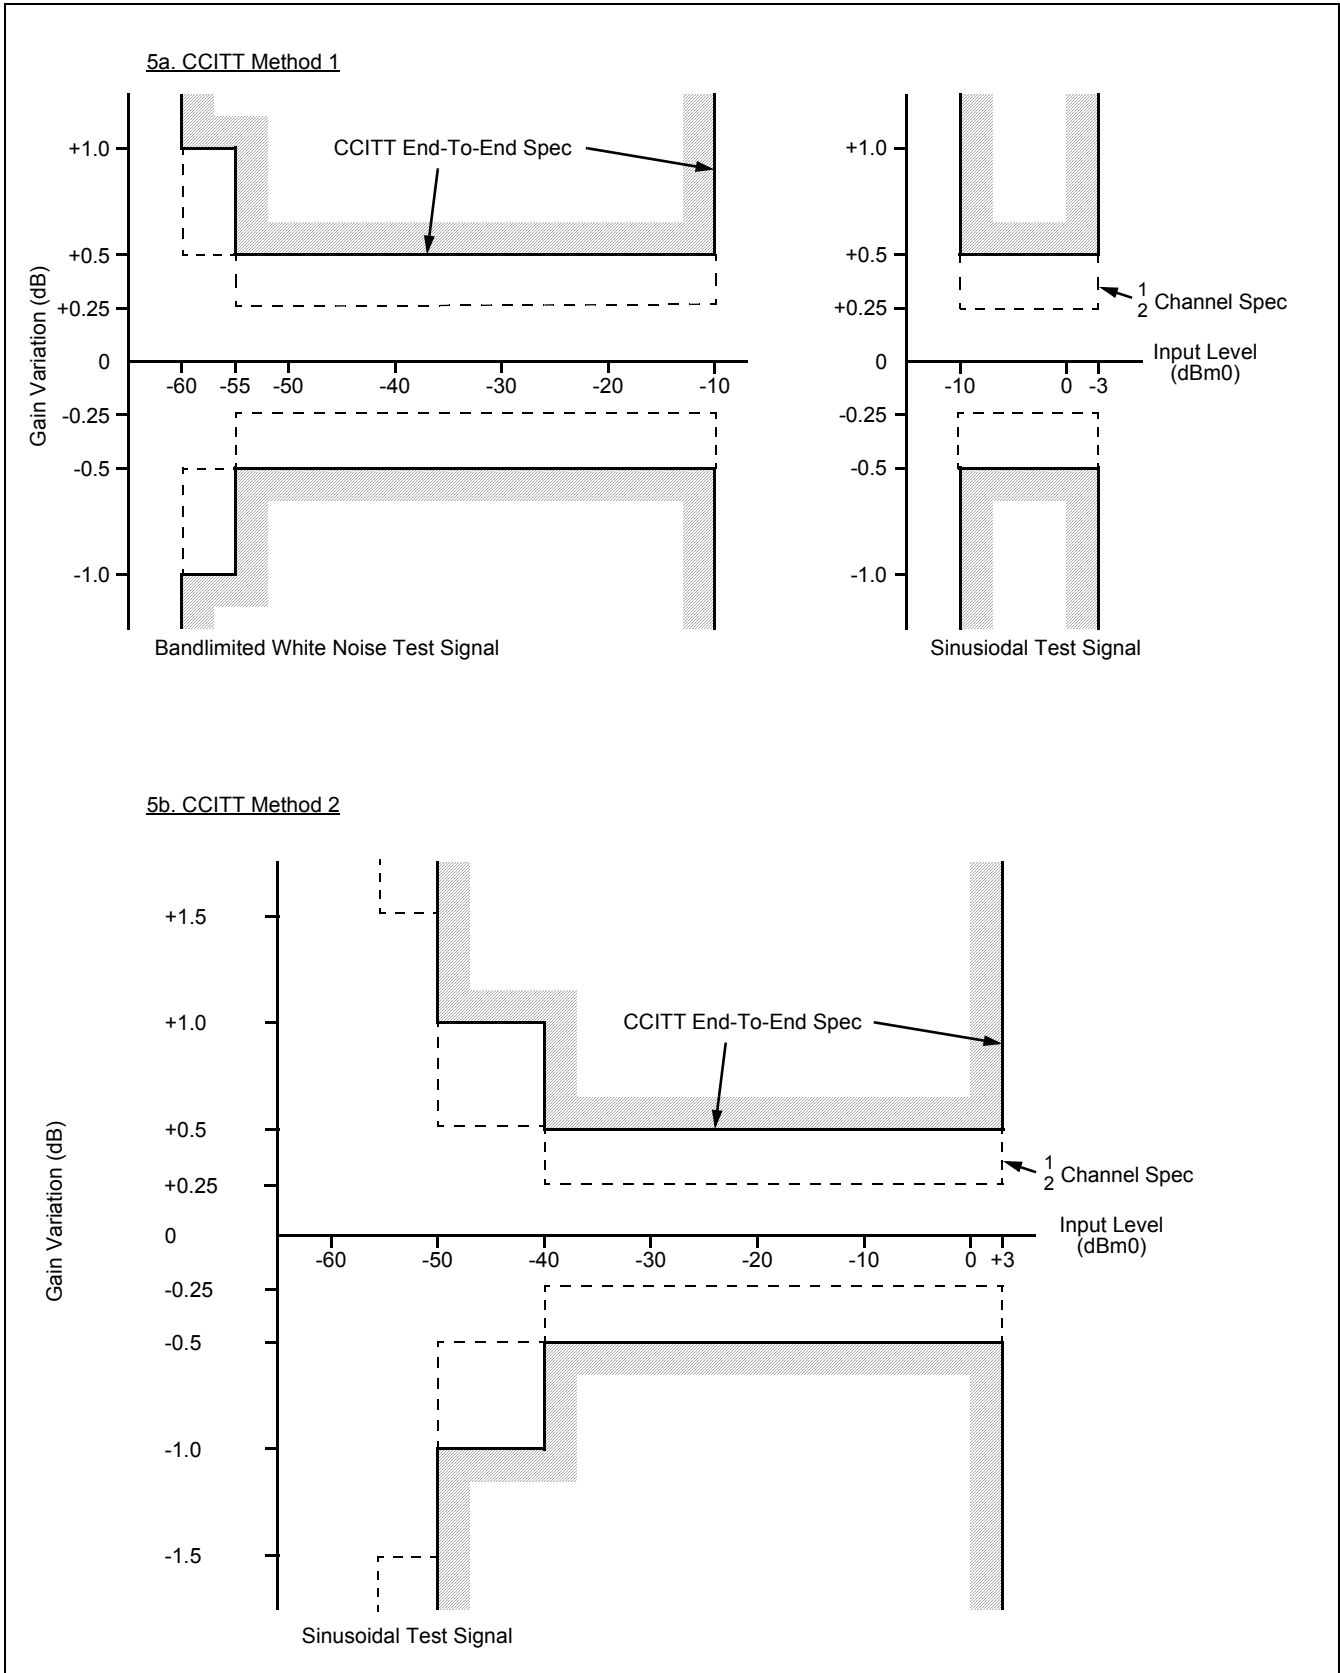 5a. CCITT Method 1
+1.0
+0.5
+0.25
0
-0.25
-0.5
-1.0
Gain Variation (dB)
CCITT End-To-End Spec
-60 -55 -50 -40 -30 -20 -10
Bandlimited White Noise Test Signal
+1.0
+0.5
+0.25
0
-0.25
-0.5
-1.0
1
2 Channel Spec
Input Level
(dBm0)
-10 0 -3
Sinusiodal Test Signal
5b. CCITT Method 2
+1.5
+1.0
+0.5
+0.25
0
-0.25
-0.5
-1.0
-1.5
Gain Variation (dB)
CCITT End-To-End Spec
1
2 Channel Spec
Input Level
(dBm0)
-60 -50 -40 -30 -20 -10 0 +3
Sinusoidal Test Signal